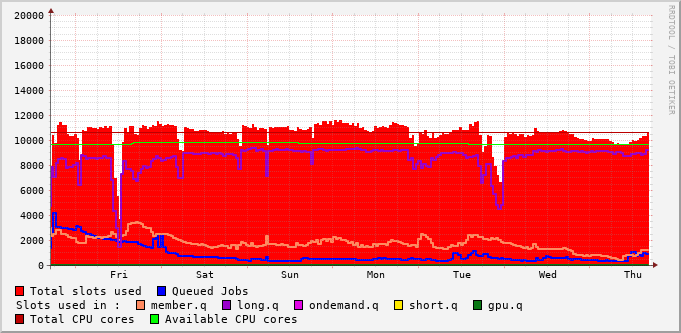 20000
18000
16000
14000
12000
10000
8000
6000
4000
2000
0
Fri Sat Sun Mon Tue Wed Thu
RRDTOOL / TOBI OETIKER
Total slots used Queued Jobs
Slots used in : member.q long.q ondemand.q short.q gpu.q
Total CPU cores Available CPU cores